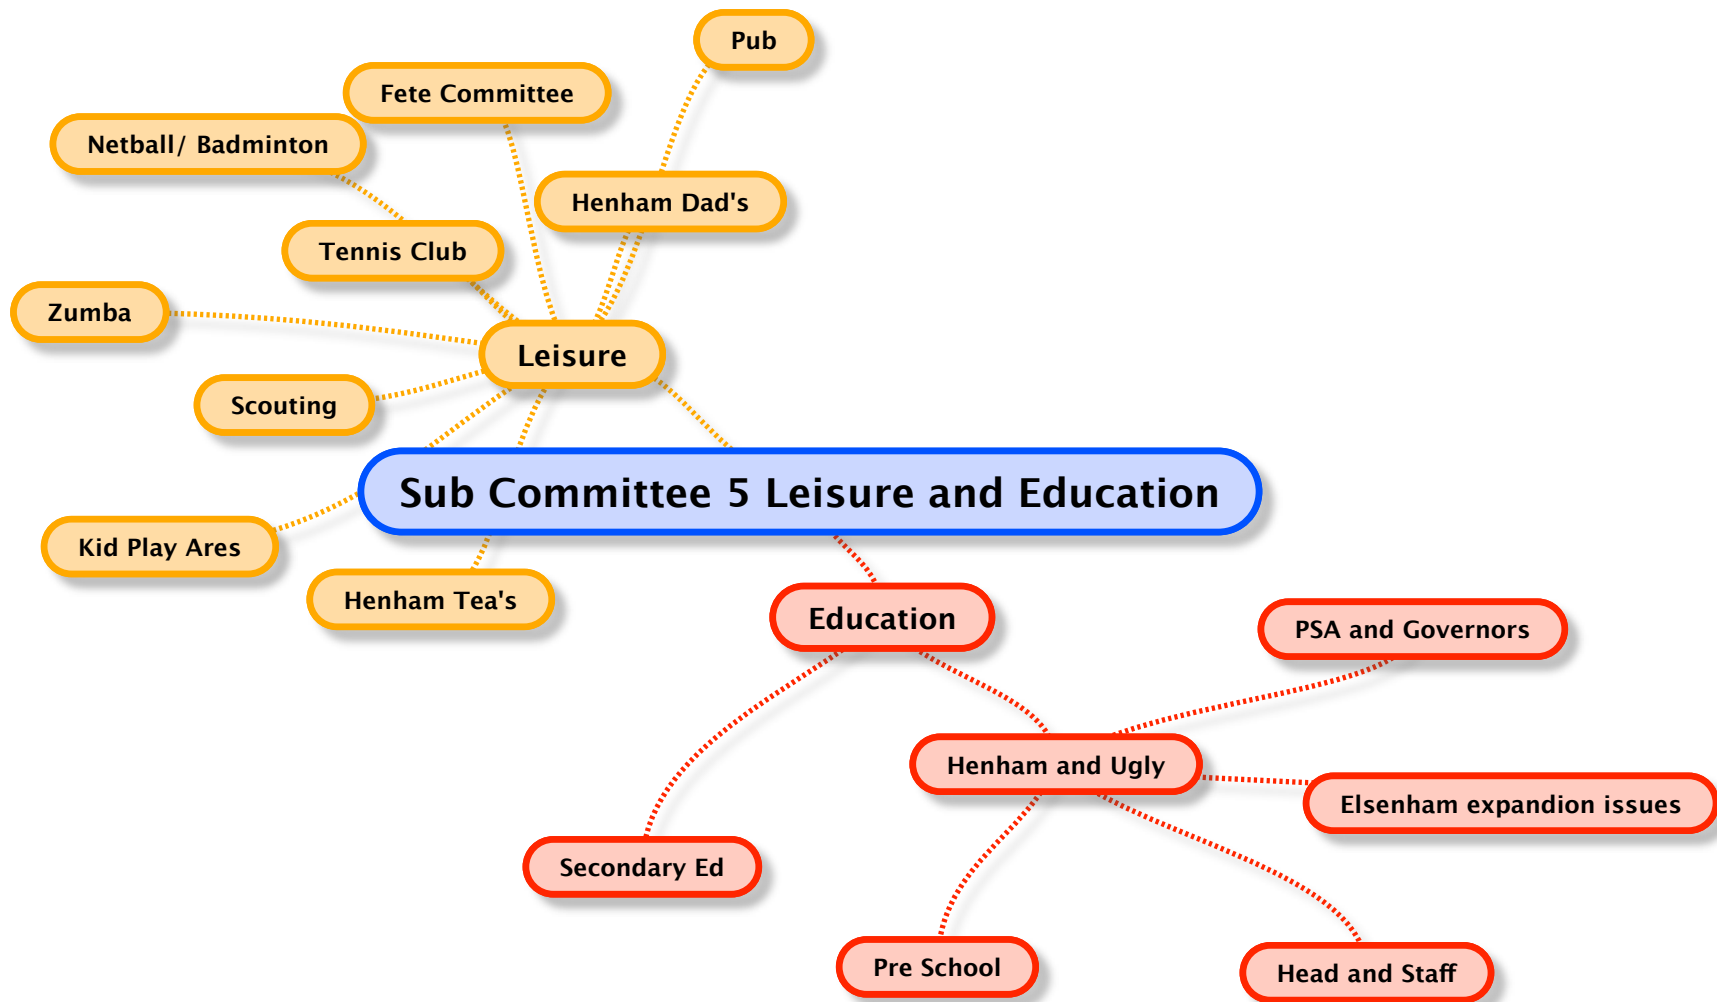 Pub
Fete Committee
Netball/ Badminton
Henham Dad's
Tennis Club
Zumba
Leisure
Scouting
Sub Committee 5 Leisure and Education
Kid Play Ares
Henham Tea's
Education
PSA and Governors
Henham and Ugly
Elsenham expandion issues
Secondary Ed
Pre School
Head and Staff